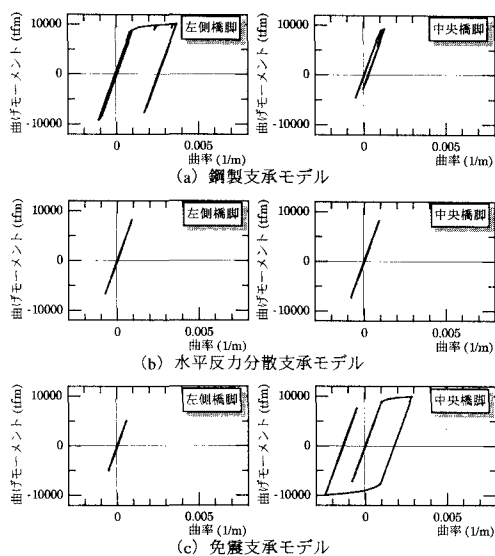 10000
0
-10000
曲げモーメント (tfm)
左側橋脚
0
0.005
曲率 (1/m)
10000
0
-10000
曲げモーメント (tfm)
中央橋脚
0
0.005
曲率 (1/m)
(a) 鋼製支承モデル
10000
0
-10000
曲げモーメント (tfm)
左側橋脚
0
0.005
曲率 (1/m)
10000
0
-10000
曲げモーメント (tfm)
中央橋脚
0
0.005
曲率 (1/m)
(b) 水平反力分散支承モデル
10000
0
-10000
曲げモーメント (tfm)
左側橋脚
0
0.005
曲率 (1/m)
10000
0
-10000
曲げモーメント (tfm)
中央橋脚
0
0.005
曲率 (1/m)
(c) 免震支承モデル